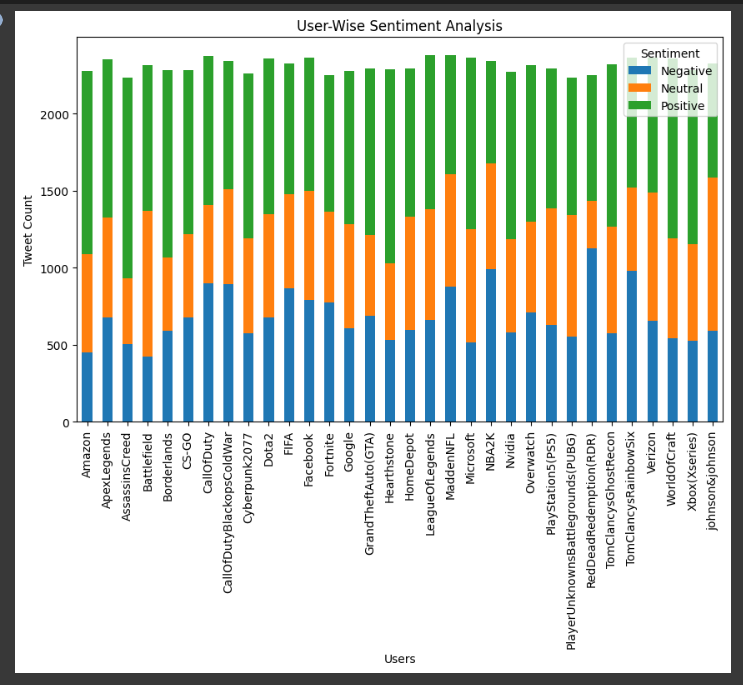 User-Wise Sentiment Analysis
Sentiment
Negative
Neutral
Positive
Tweet Count
2000
1500
1000
500
0
Amazon
ApexLegends
AssassinsCreed
Battlefield
Borderlands
CS-GO
CallOfDuty
CallOfDutyBlackopsColdWar
Cyberpunk2077
Dota2
FIFA
Facebook
Fortnite
Google
GrandTheftAuto(GTA)
Hearthstone
HomeDepot
LeagueOfLegends
MaddenNFL
Microsoft
NBA2K
Nvidia
Overwatch
PlayStation5(PS5)
PlayerUnknownsBattlegrounds(PUBG)
RedDeadRedemption(RDR)
TomClancysGhostRecon
TomClancysRainbowSix
Verizon
WorldOfCraft
Xbox(Xseries)
johnson&johnson
Users